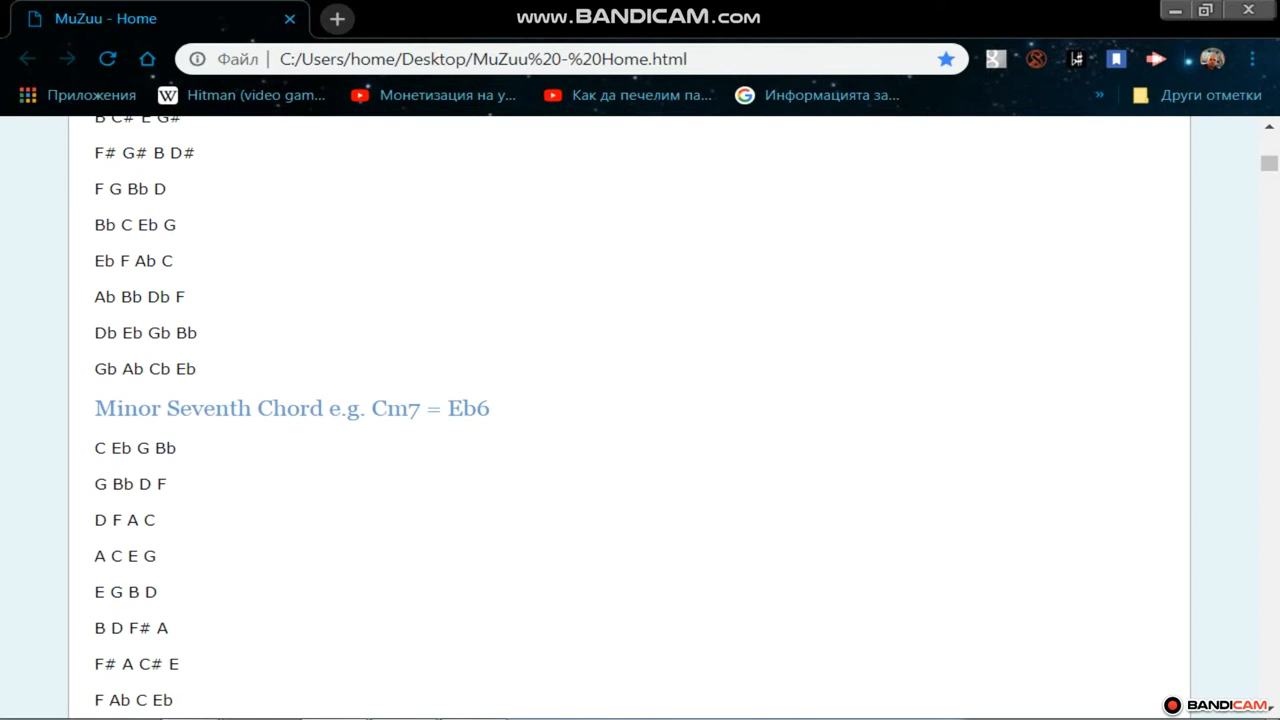 MuZuu - Home
www.BANDICAM.com
Файл
C:/Users/home/Desktop/MuZuu%20-%20Home.html
Приложения
Hitman (video gam...
Монетизация на у...
Как да печелим па...
Информацията за...
»
Други отметки
B C# E G#
F# G# B D#
F G Bb D
Bb C Eb G
Eb F Ab C
Ab Bb Db F
Db Eb Gb Bb
Gb Ab Cb Eb
Minor Seventh Chord e.g. Cm7 = Eb6
C Eb G Bb
G Bb D F
D F A C
A C E G
E G B D
B D F# A
F# A C# E
F Ab C Eb
BANDICAM